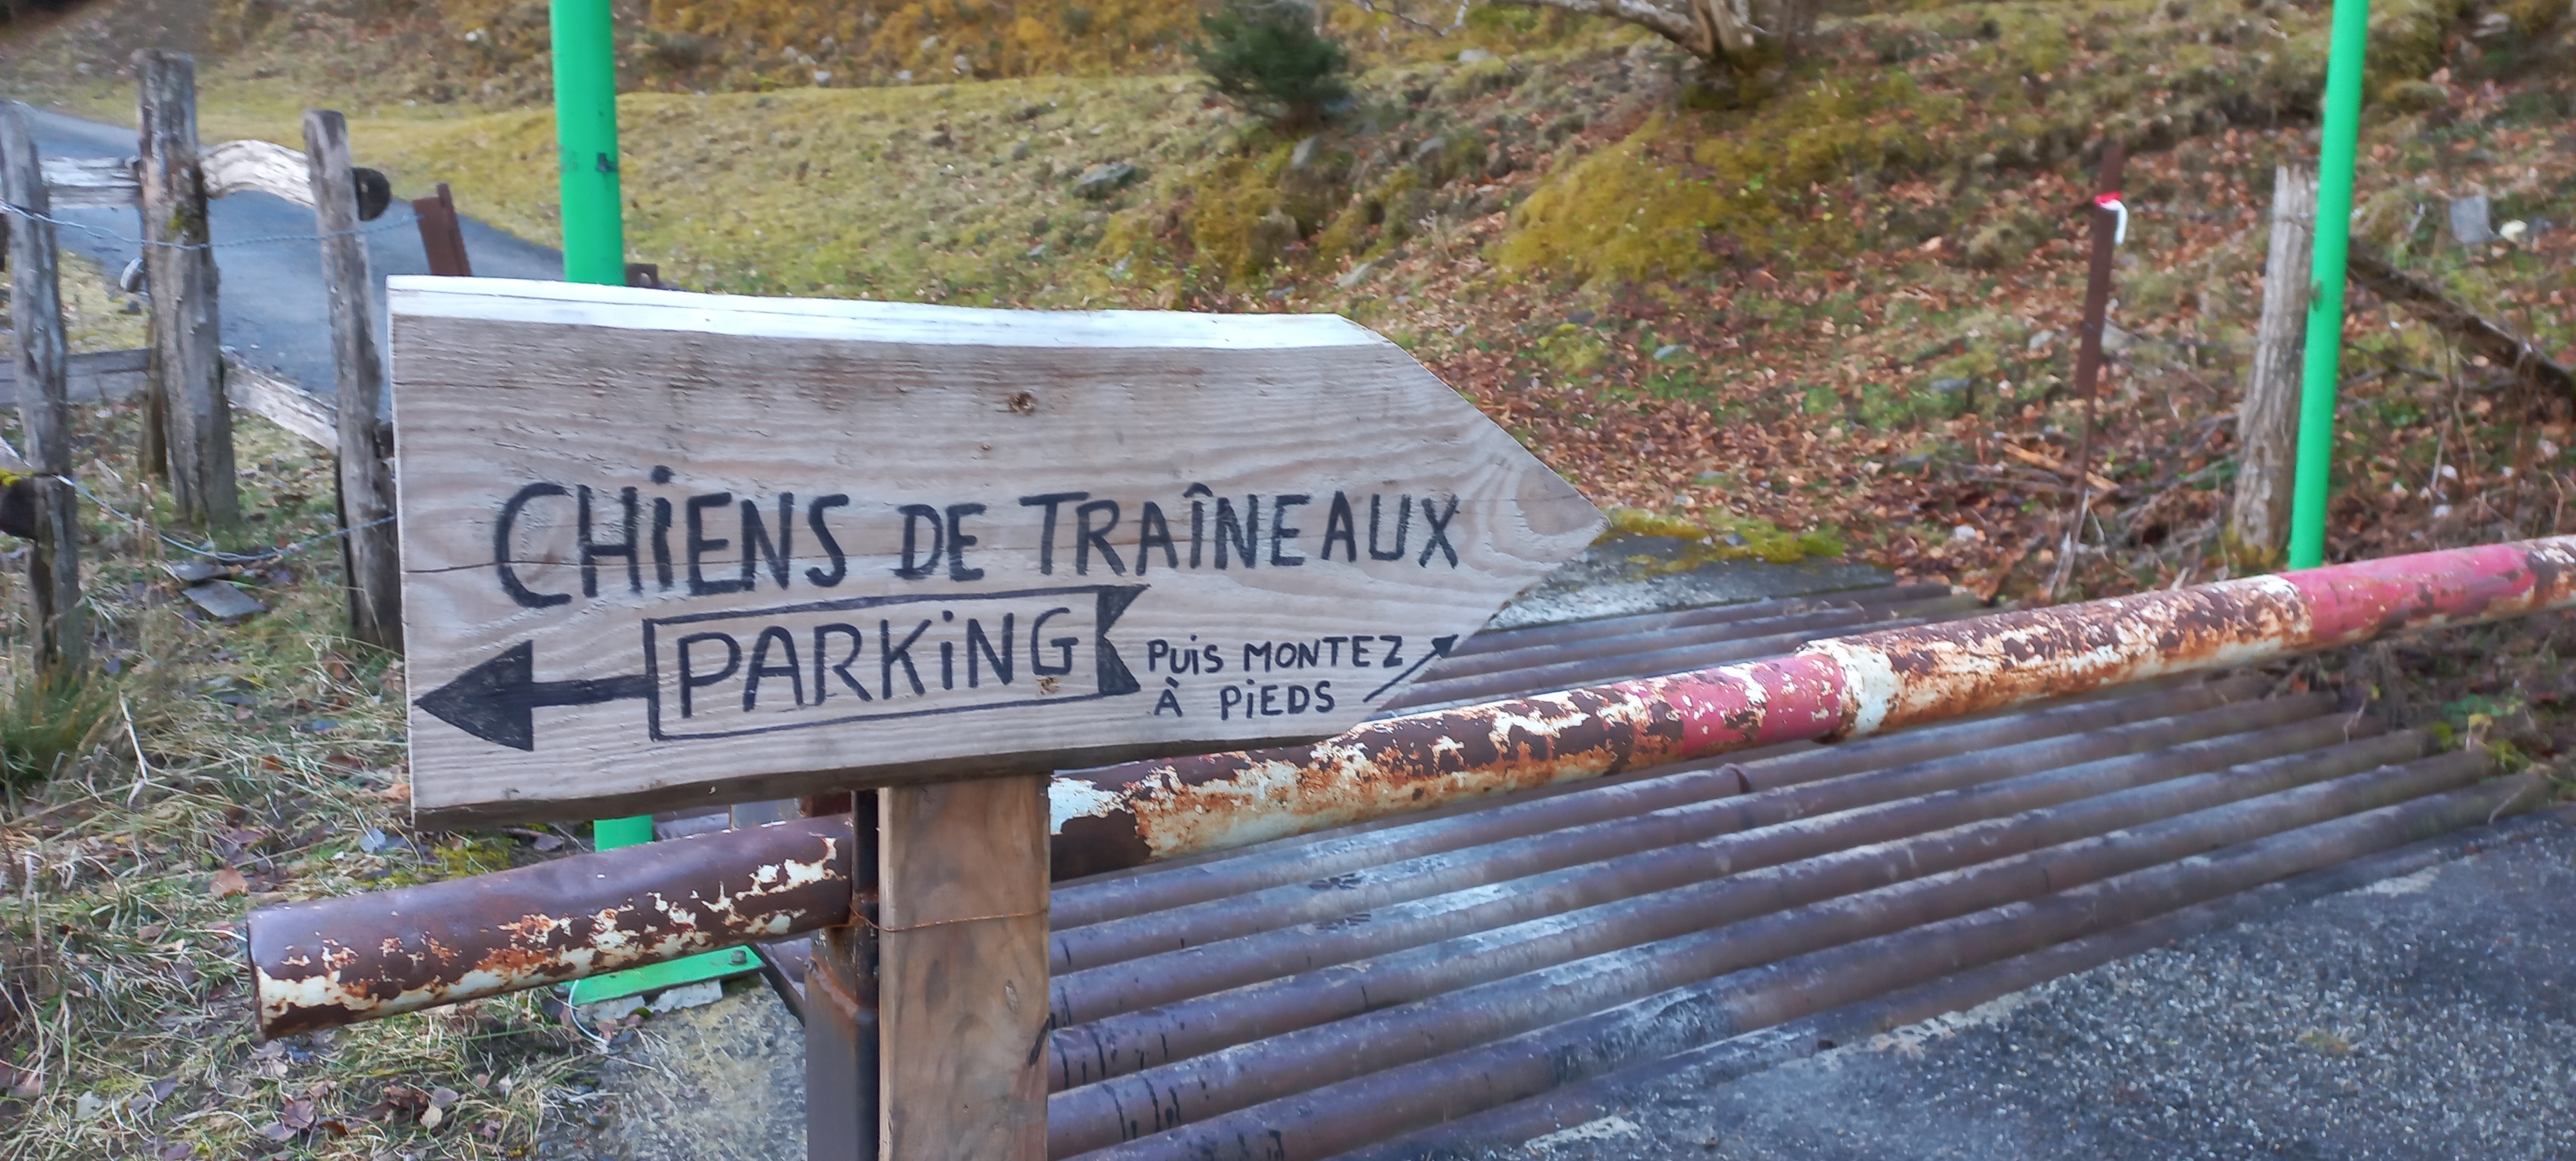 CHiENS DE TRAÎNEAUX
PARKiNG
PUiS MONTEZ
À PiEDS